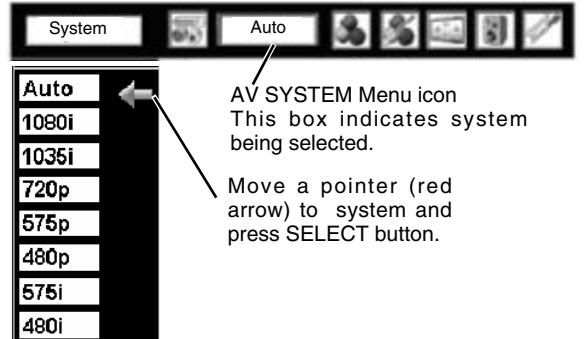 System
Auto
Auto
1080i
1035i
720p
575p
480p
575i
480i
AV SYSTEM Menu icon
This box indicates system
being selected.
Move a pointer (red
arrow) to system and
press SELECT button.